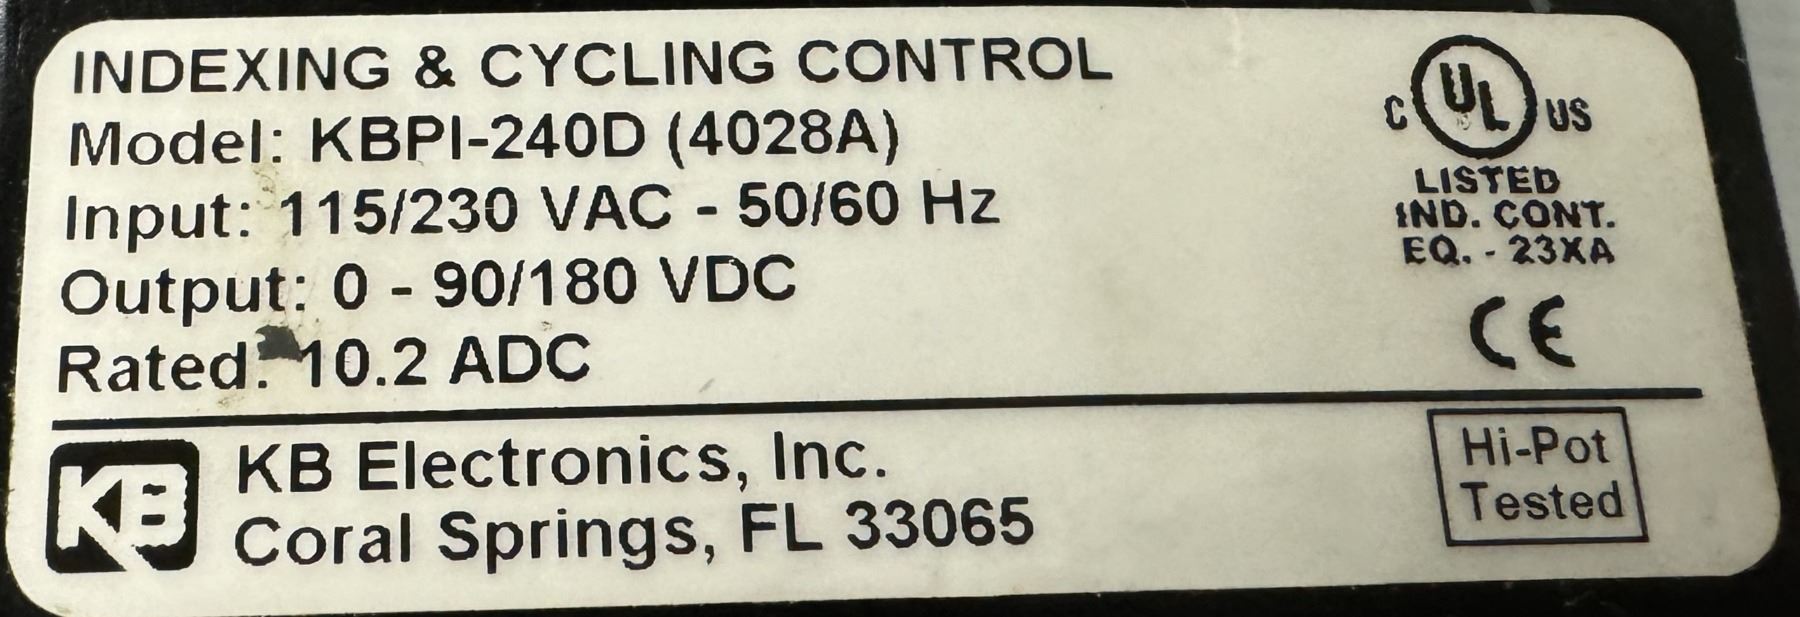 INDEXING & CYCLING CONTROL
Model: KBPI-240D (4028A)
Input: 115/230 VAC - 50/60 Hz
Output: 0 - 90/180 VDC
Rated: 10.2 ADC
C UL US
LISTED
IND. CONT.
EQ. - 23XA
CE
KB
KB Electronics, Inc.
Coral Springs, FL 33065
Hi-Pot
Tested